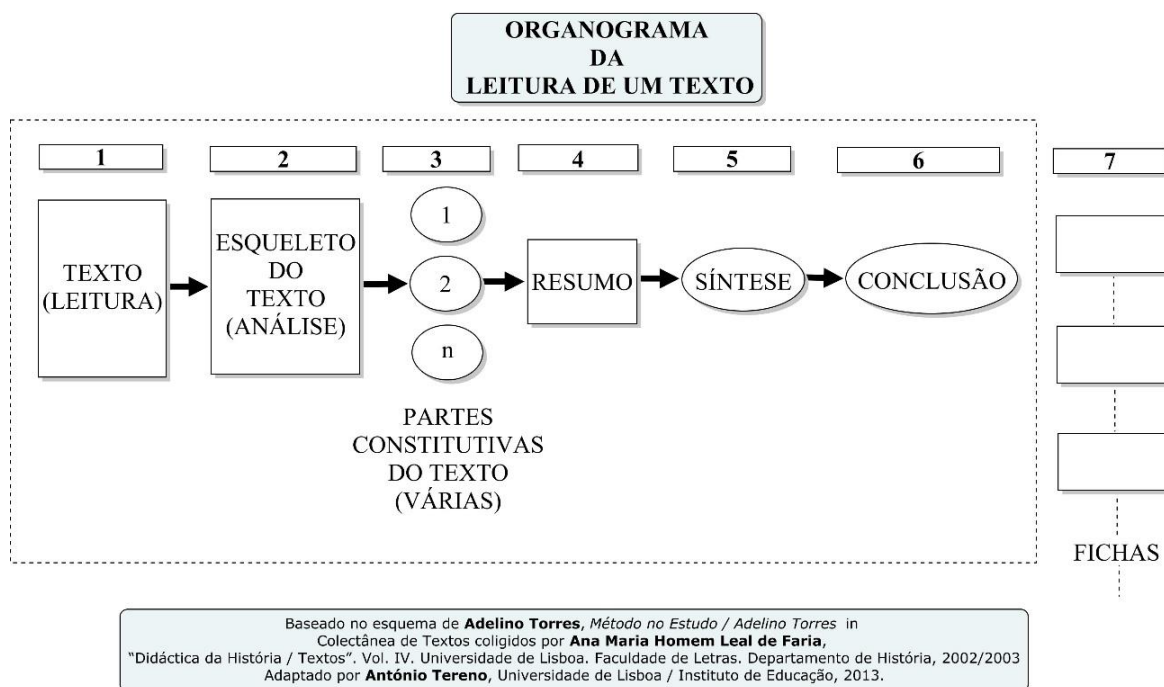 ORGANOGRAMA
DA
LEITURA DE UM TEXTO
1
2
3
4
5
6
7
TEXTO
(LEITURA)
ESQUELETO
DO
TEXTO
(ANÁLISE)
1
2
n
PARTES
CONSTITUTIVAS
DO TEXTO
(VÁRIAS)
RESUMO
SÍNTESE
CONCLUSÃO
FICHAS
Baseado no esquema de Adelino Torres, Método no Estudo / Adelino Torres in
Colectânea de Textos coligidos por Ana Maria Homem Leal de Faria,
"Didáctica da História / Textos". Vol. IV. Universidade de Lisboa. Faculdade de Letras. Departamento de História, 2002/2003
Adaptado por António Tereno, Universidade de Lisboa / Instituto de Educação, 2013.